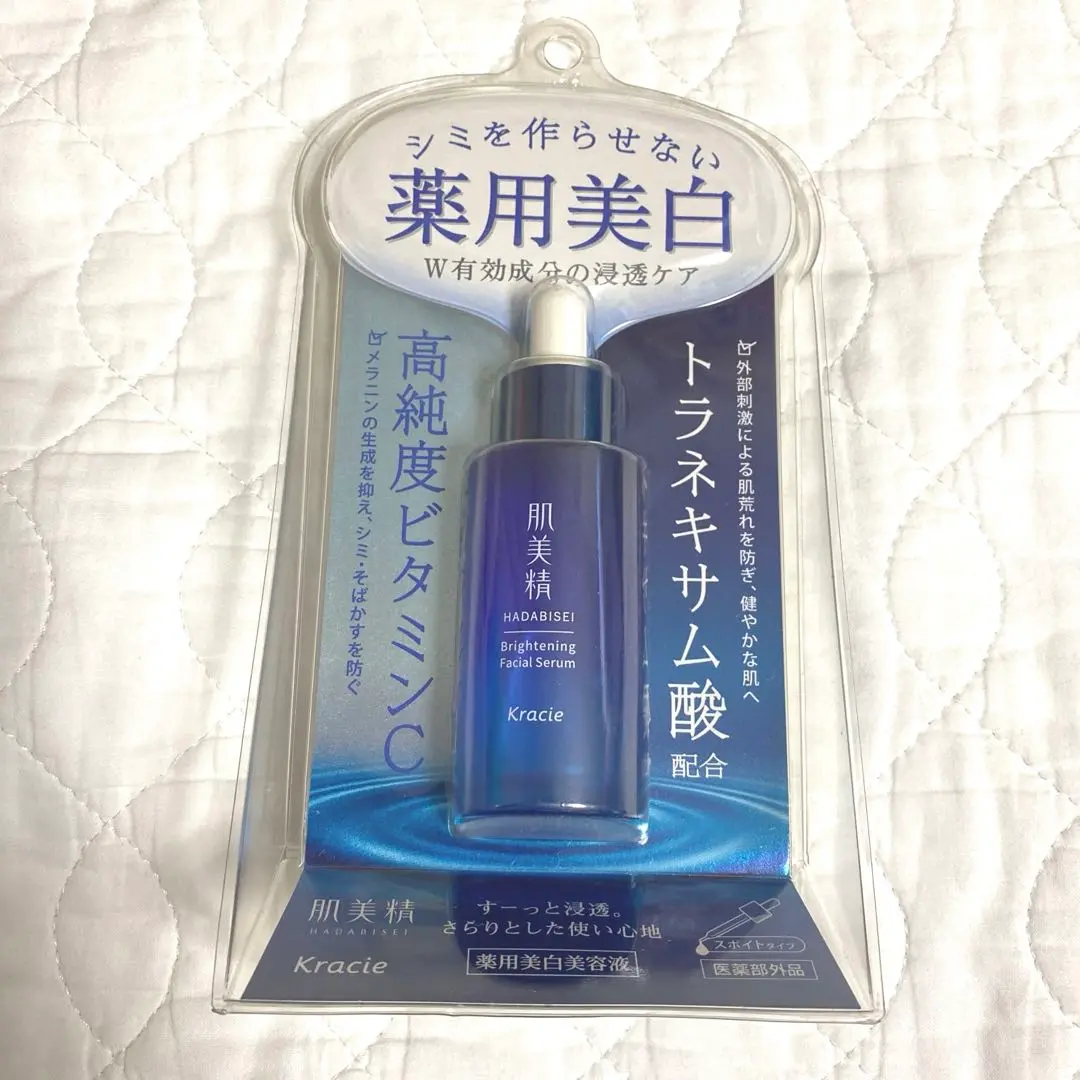 シミを作らせない
薬用美白
W有効成分の浸透ケア
高純度ビタミンC
メラニンの生成を抑え、シミ・そばかすを防ぐ
外部刺激による肌荒れを防ぎ、健やかな肌へ
トラネキサム酸
配合
肌美精
HADABISEI
Brightening
Facial Serum
Kracie
肌美精
HADABISEI
Kracie
すーっと浸透。
さらりとした使い心地
薬用美白美容液
スポイトタイプ
医薬部外品